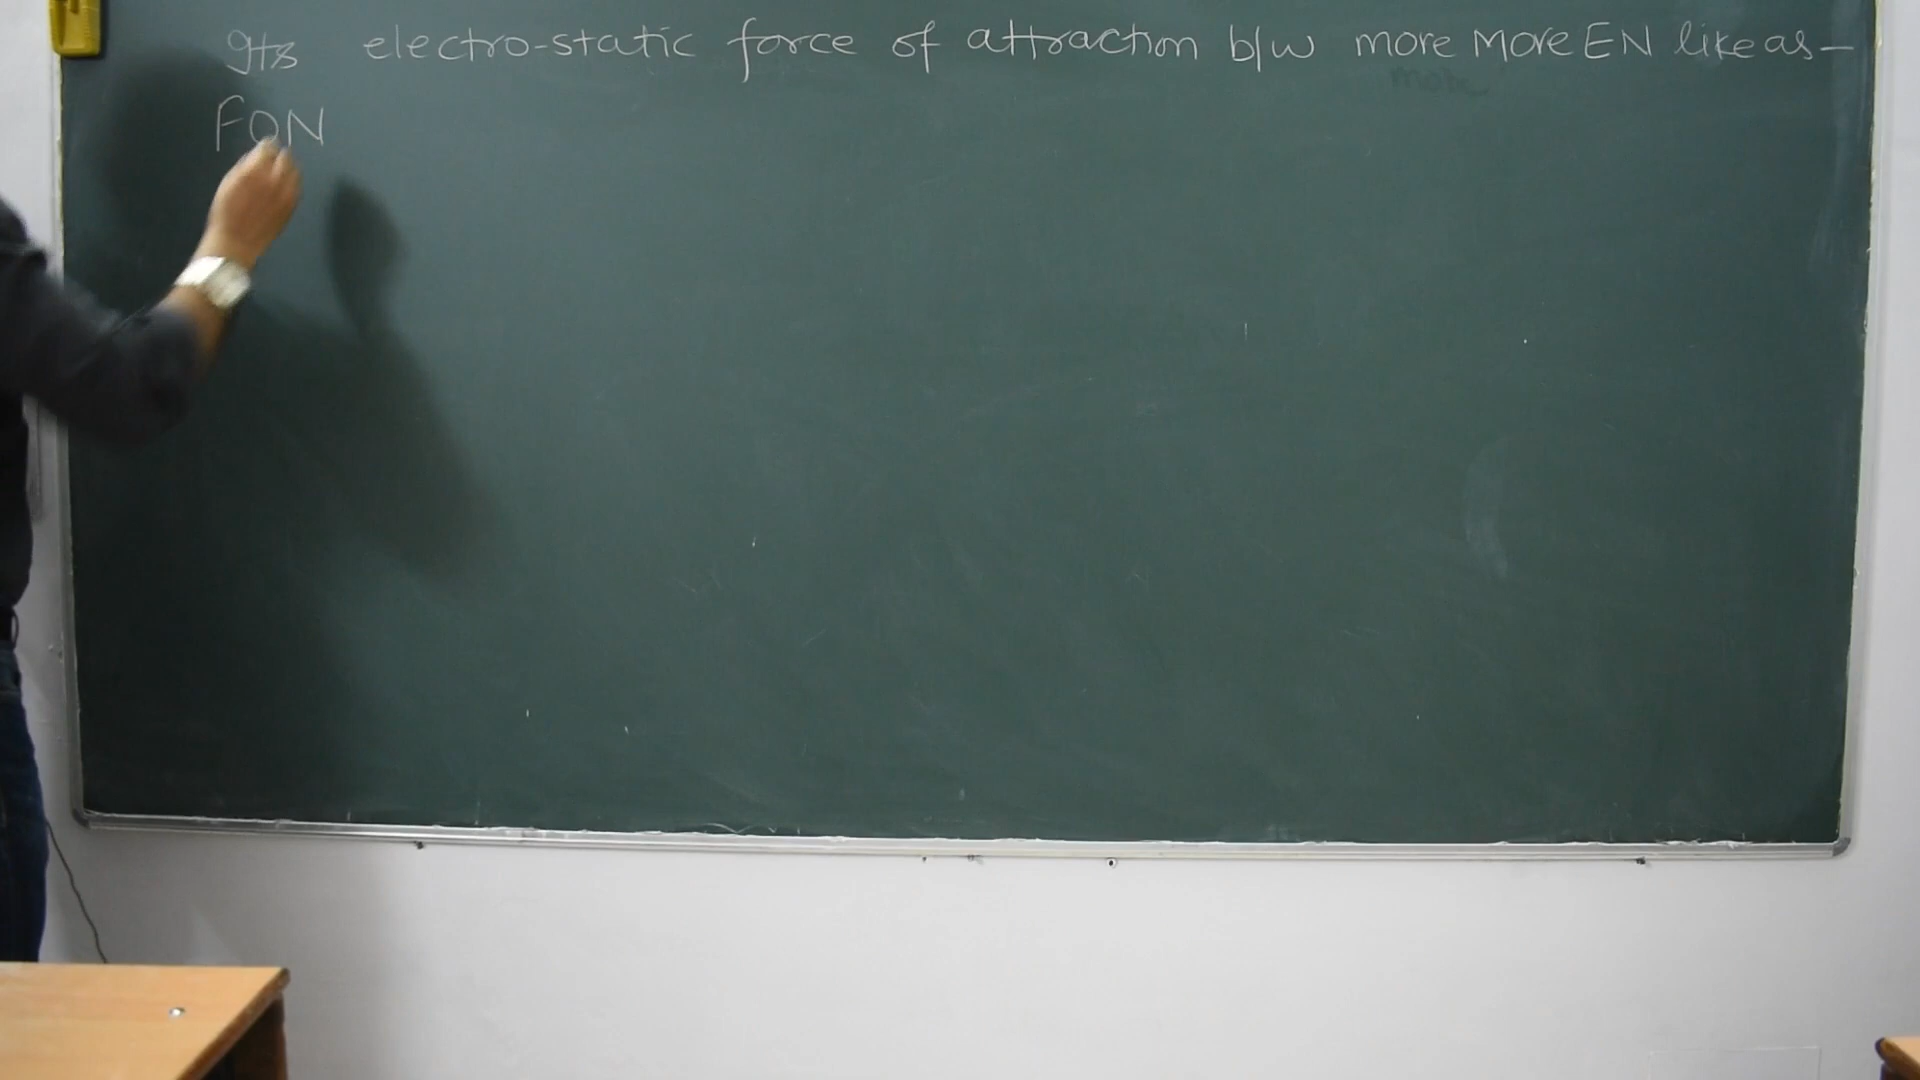 Its electro-static force of attraction b/w more more EN like as –
FON